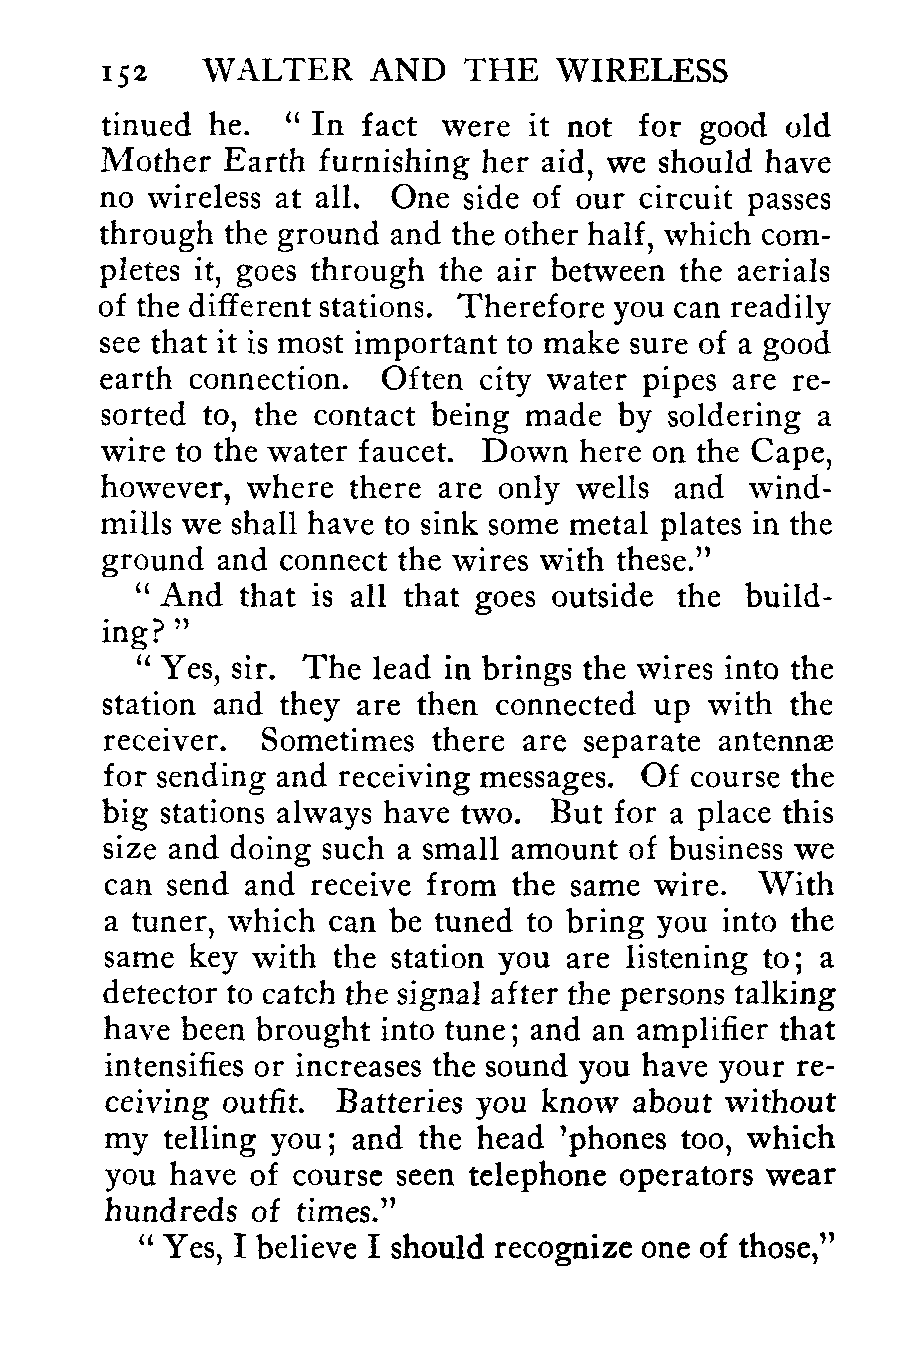 152 WALTER AND THE WIRELESS
tinued he. " In fact were it not for good old
Mother Earth furnishing her aid, we should have
no wireless at all. One side of our circuit passes
through the ground and the other half, which com-
pletes it, goes through the air between the aerials
of the different stations. Therefore you can readily
see that it is most important to make sure of a good
earth connection. Often city water pipes are re-
sorted to, the contact being made by soldering a
wire to the water faucet. Down here on the Cape,
however, where there are only wells and wind-
mills we shall have to sink some metal plates in the
ground and connect the wires with these."
" And that is all that goes outside the build-
ing? "
" Yes, sir. The lead in brings the wires into the
station and they are then connected up with the
receiver. Sometimes there are separate antennæ
for sending and receiving messages. Of course the
big stations always have two. But for a place this
size and doing such a small amount of business we
can send and receive from the same wire. With
a tuner, which can be tuned to bring you into the
same key with the station you are listening to; a
detector to catch the signal after the persons talking
have been brought into tune; and an amplifier that
intensifies or increases the sound you have your re-
ceiving outfit. Batteries you know about without
my telling you; and the head 'phones too, which
you have of course seen telephone operators wear
hundreds of times."
" Yes, I believe I should recognize one of those,"